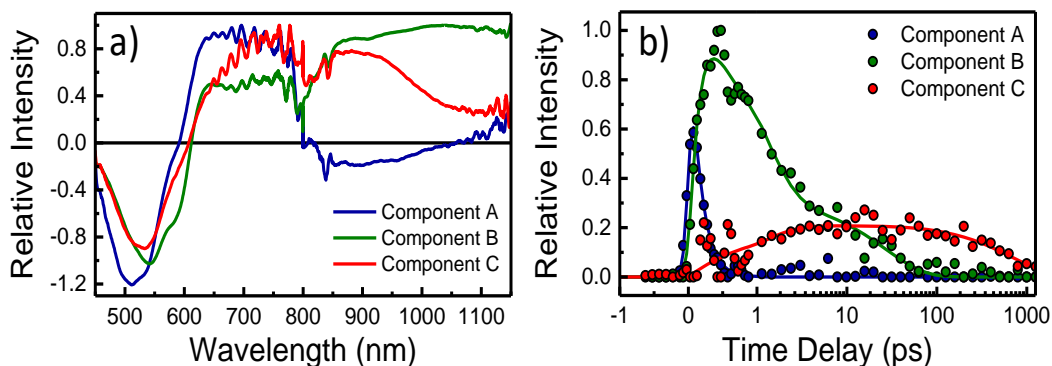 a)
Relative Intensity
0.8
0.4
0.0
-0.4
-0.8
-1.2
Component A
Component B
Component C
500 600 700 800 900 1000 1100
Wavelength (nm)
b)
Relative Intensity
1.0
0.8
0.6
0.4
0.2
0.0
Component A
Component B
Component C
-1 0 1 10 100 1000
Time Delay (ps)